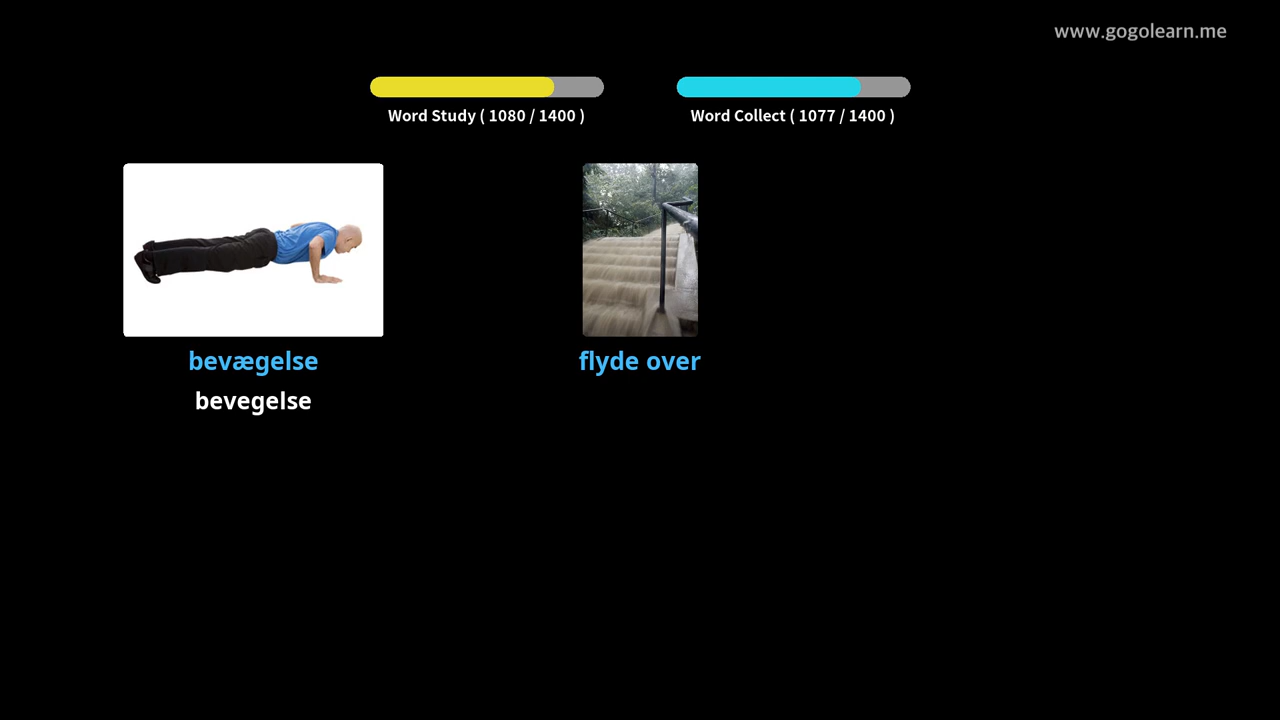 www.gogolearn.me
Word Study ( 1080 / 1400 )
Word Collect ( 1077 / 1400 )
bevægelse
flyde over
bevegelse